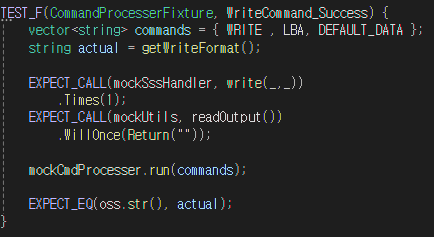 TEST_F(CommandProcesserFixture, WriteCommand_Success) {
vector<string> commands = { WRITE , LBA, DEFAULT_DATA };
string actual = getWriteFormat();
EXPECT_CALL(mockSssHandler, write(_,_))
.Times(1);
EXPECT_CALL(mockUtils, readOutput())
.WillOnce(Return(""));
mockCmdProcesser.run(commands);
EXPECT_EQ(oss.str(), actual);
}